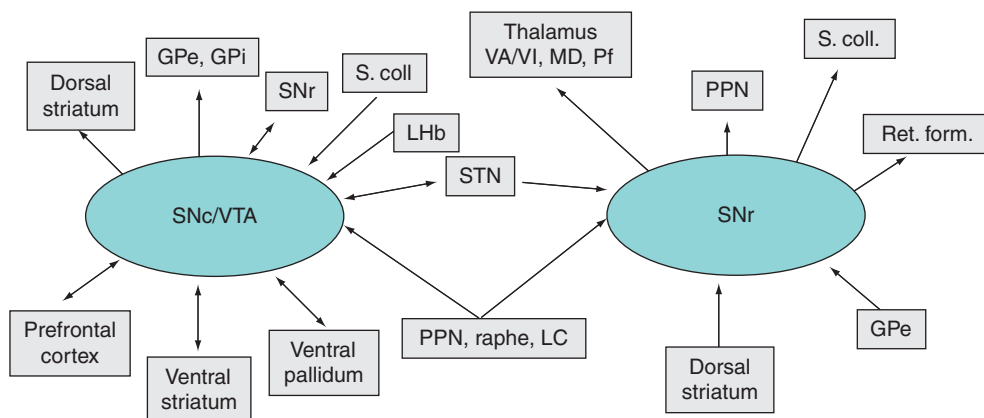 Dorsal
striatum
GPe, GPi
SNr
S. coll
LHb
STN
SNc/VTA
Prefrontal
cortex
Ventral
striatum
Ventral
pallidum
PPN, raphe, LC
Thalamus
VA/VI, MD, Pf
PPN
S. coll.
Ret. form.
SNr
Dorsal
striatum
GPe